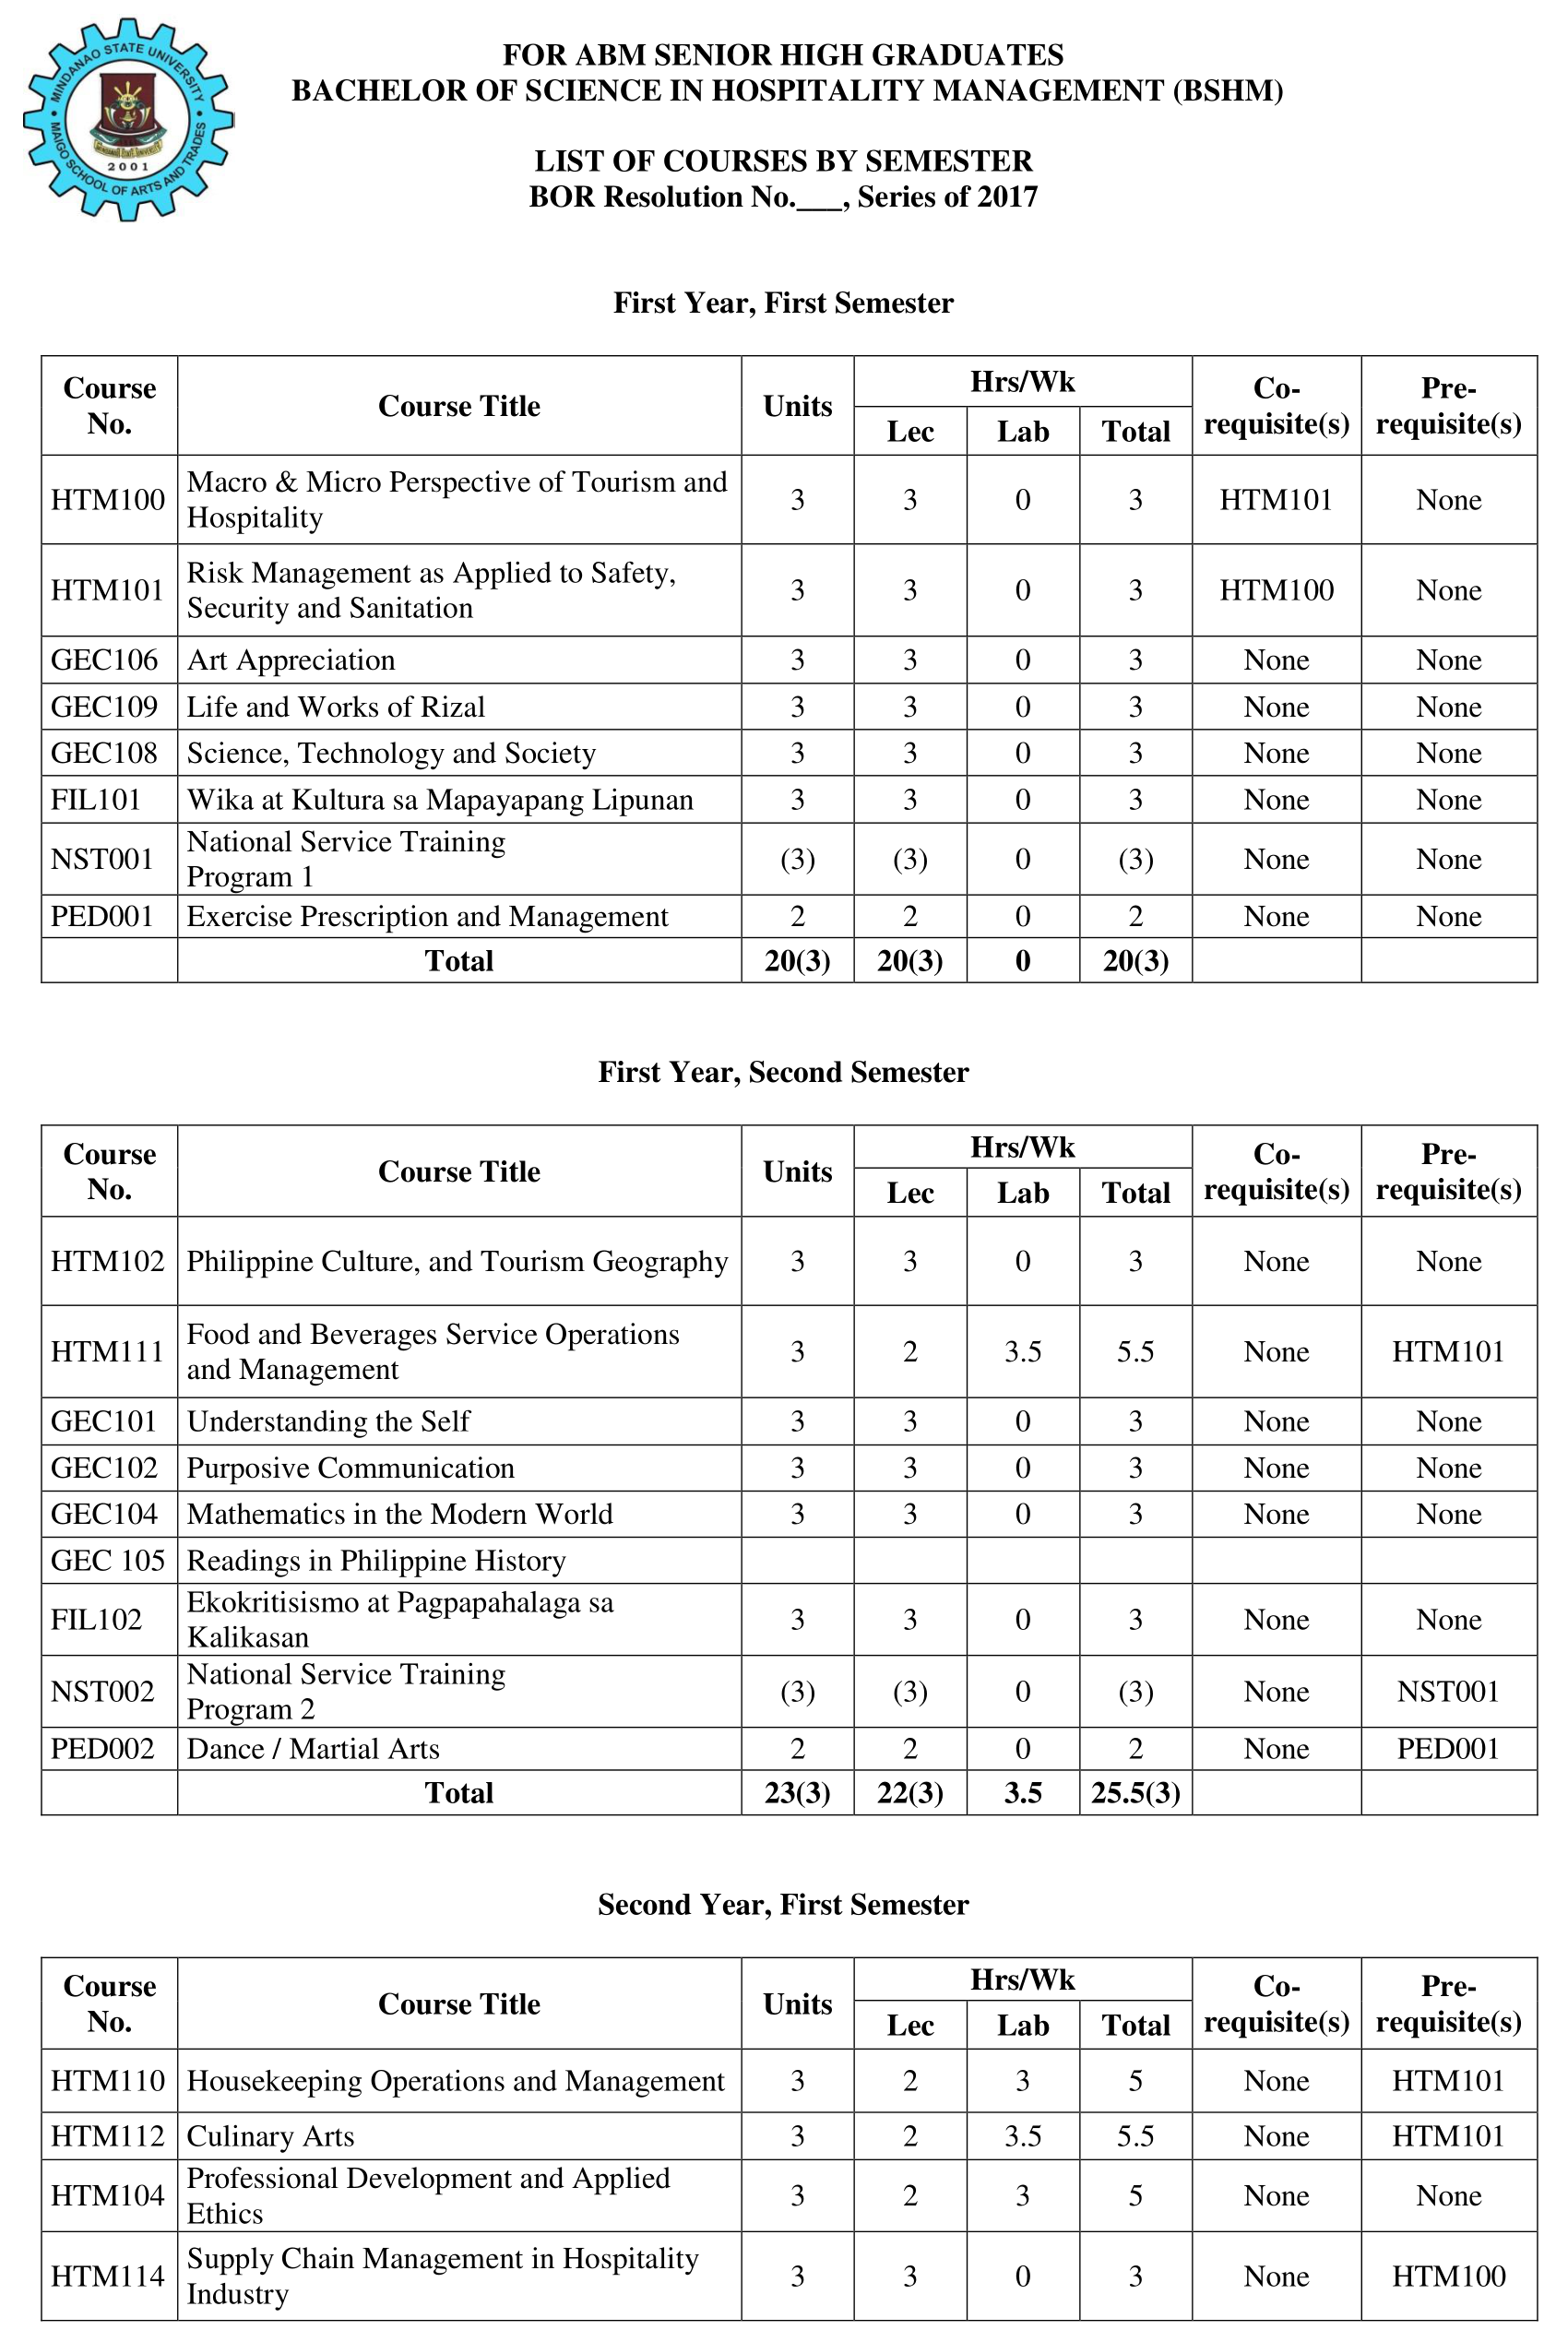 MINDANAO STATE UNIVERSITY
MAIGO SCHOOL OF ARTS AND TRADES
2001
FOR ABM SENIOR HIGH GRADUATES
BACHELOR OF SCIENCE IN HOSPITALITY MANAGEMENT (BSHM)
LIST OF COURSES BY SEMESTER
BOR Resolution No.___, Series of 2017
First Year, First Semester
Course No. Course Title Units Hrs/Wk Co-requisite(s) Pre-requisite(s)
Lec Lab Total
HTM100 Macro & Micro Perspective of Tourism and Hospitality 3 3 0 3 HTM101 None
HTM101 Risk Management as Applied to Safety, Security and Sanitation 3 3 0 3 HTM100 None
GEC106 Art Appreciation 3 3 0 3 None None
GEC109 Life and Works of Rizal 3 3 0 3 None None
GEC108 Science, Technology and Society 3 3 0 3 None None
FIL101 Wika at Kultura sa Mapayapang Lipunan 3 3 0 3 None None
NST001 National Service Training Program 1 (3) (3) 0 (3) None None
PED001 Exercise Prescription and Management 2 2 0 2 None None
Total 20(3) 20(3) 0 20(3)
First Year, Second Semester
Course No. Course Title Units Hrs/Wk Co-requisite(s) Pre-requisite(s)
Lec Lab Total
HTM102 Philippine Culture, and Tourism Geography 3 3 0 3 None None
HTM111 Food and Beverages Service Operations and Management 3 2 3.5 5.5 None HTM101
GEC101 Understanding the Self 3 3 0 3 None None
GEC102 Purposive Communication 3 3 0 3 None None
GEC104 Mathematics in the Modern World 3 3 0 3 None None
GEC 105 Readings in Philippine History
FIL102 Ekokritisismo at Pagpapahalaga sa Kalikasan 3 3 0 3 None None
NST002 National Service Training Program 2 (3) (3) 0 (3) None NST001
PED002 Dance / Martial Arts 2 2 0 2 None PED001
Total 23(3) 22(3) 3.5 25.5(3)
Second Year, First Semester
Course No. Course Title Units Hrs/Wk Co-requisite(s) Pre-requisite(s)
Lec Lab Total
HTM110 Housekeeping Operations and Management 3 2 3 5 None HTM101
HTM112 Culinary Arts 3 2 3.5 5.5 None HTM101
HTM104 Professional Development and Applied Ethics 3 2 3 5 None None
HTM114 Supply Chain Management in Hospitality Industry 3 3 0 3 None HTM100